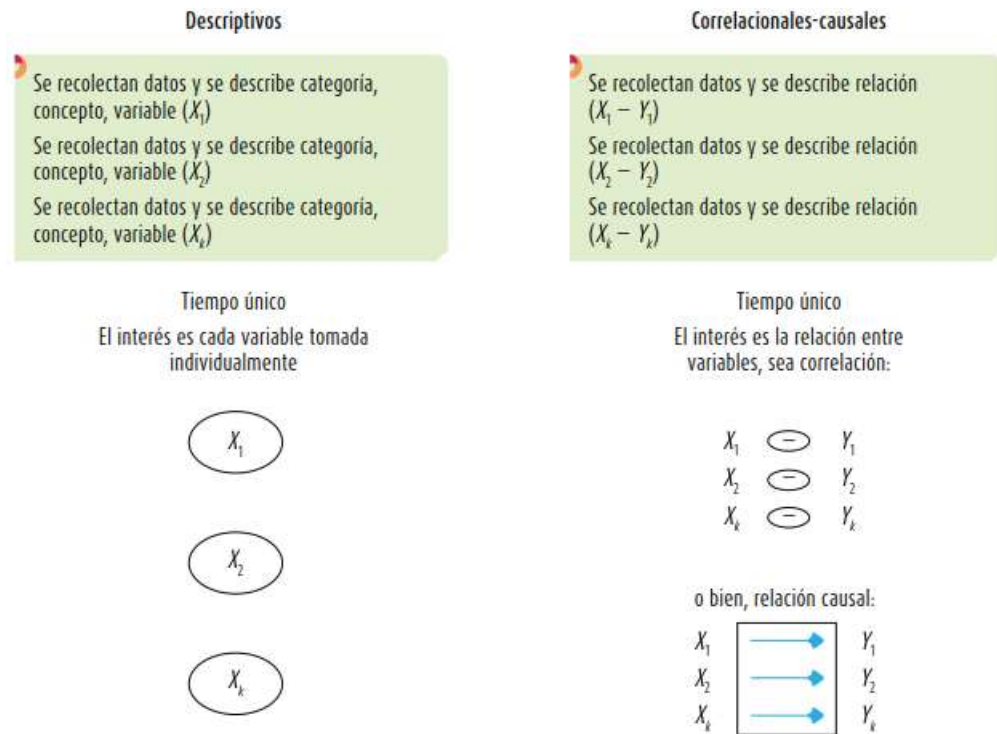 Descriptivos
Se recolectan datos y se describe categoría,
concepto, variable (X₁)
Se recolectan datos y se describe categoría,
concepto, variable (X₂)
Se recolectan datos y se describe categoría,
concepto, variable (Xₖ)
Tiempo único
El interés es cada variable tomada
individualmente
X₁
X₂
Xₖ
Correlacionales-causales
Se recolectan datos y se describe relación
(X₁ – Y₁)
Se recolectan datos y se describe relación
(X₂ – Y₂)
Se recolectan datos y se describe relación
(Xₖ – Yₖ)
Tiempo único
El interés es la relación entre
variables, sea correlación:
X₁ – Y₁
X₂ – Y₂
Xₖ – Yₖ
o bien, relación causal:
X₁ Y₁
X₂ Y₂
Xₖ Yₖ